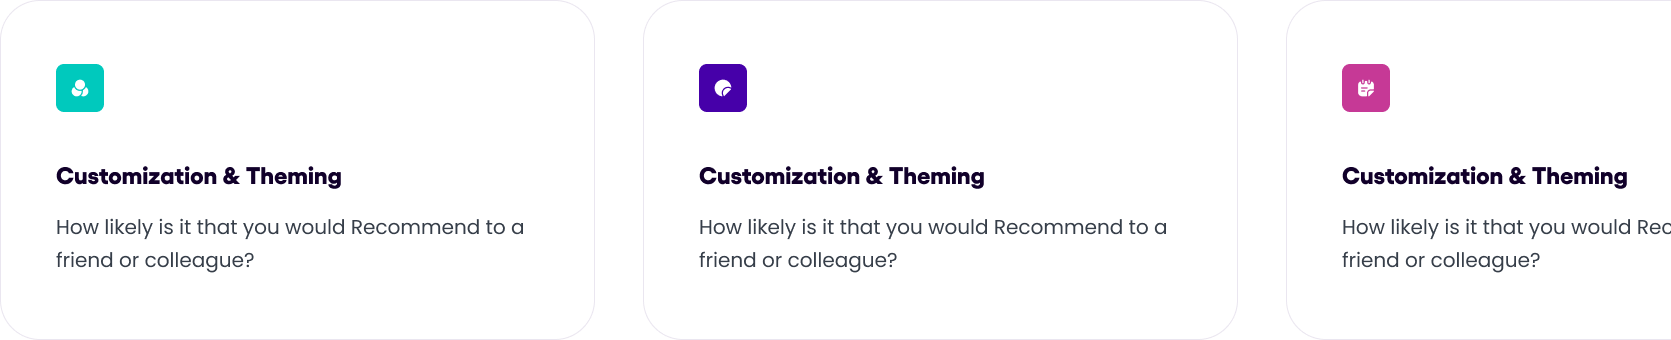 Customization & Theming
How likely is it that you would Recommend to a
friend or colleague?
Customization & Theming
How likely is it that you would Recommend to a
friend or colleague?
Customization & Theming
How likely is it that you would
friend or colleague?